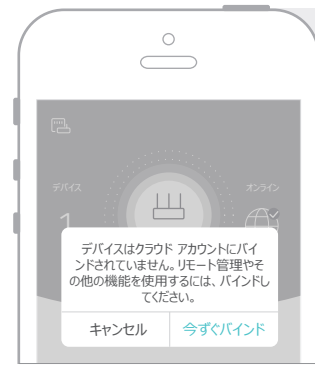 デバイス
オンライン
1
デバイスはクラウド アカウントにバイ
ンドされていません。リモート管理やそ
の他の機能を使用するには、バインドし
てください。
キャンセル
今すぐバインド